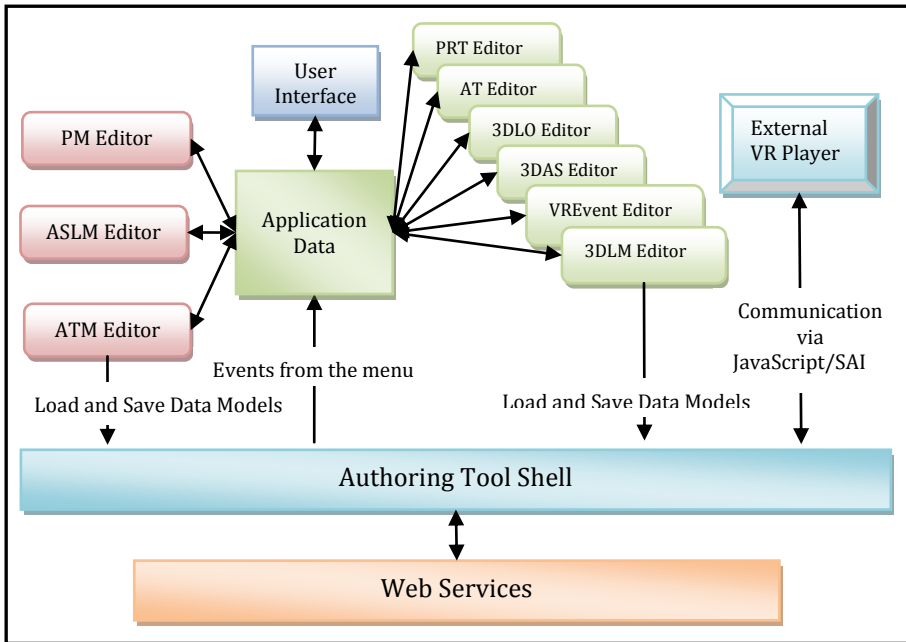 PRT Editor
AT Editor
3DLO Editor
3DAS Editor
VREvent Editor
3DLM Editor
User
Interface
External
VR Player
PM Editor
ASLM Editor
ATM Editor
Application
Data
Communication
via
JavaScript/SAI
Events from the menu
Load and Save Data Models
Load and Save Data Models
Authoring Tool Shell
Web Services